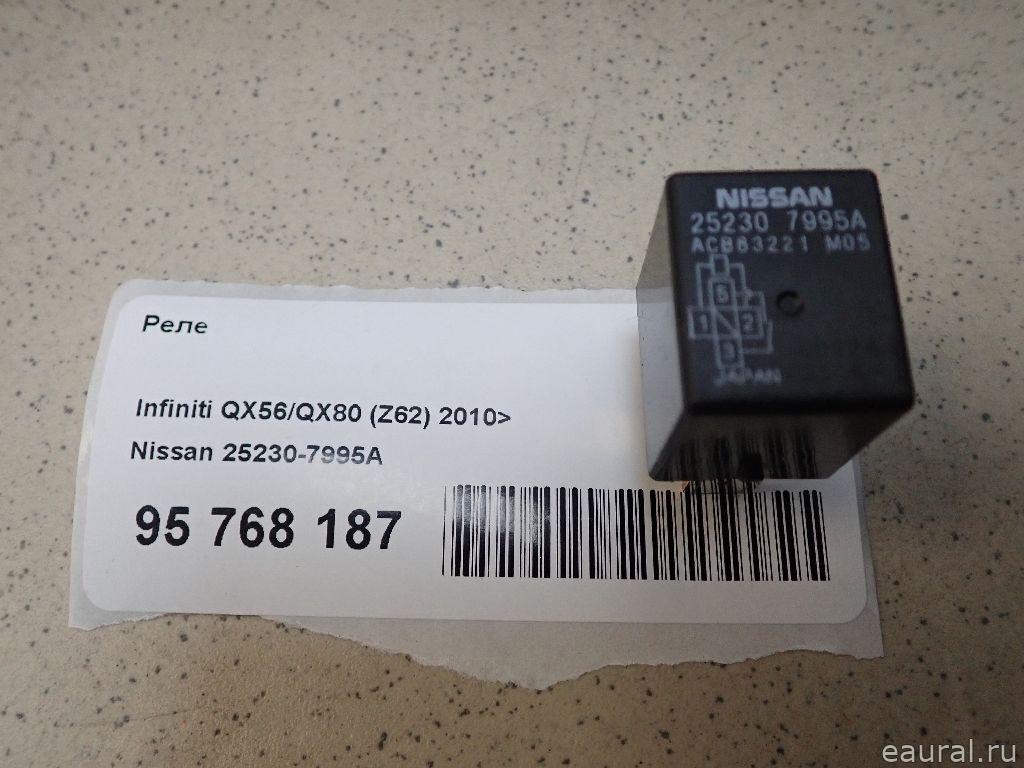 NISSAN
25230 7995A
ACB83221 M05
5
1 2
3
JAPAN
Реле
Infiniti QX56/QX80 (Z62) 2010>
Nissan 25230-7995A
95 768 187
eaural.ru